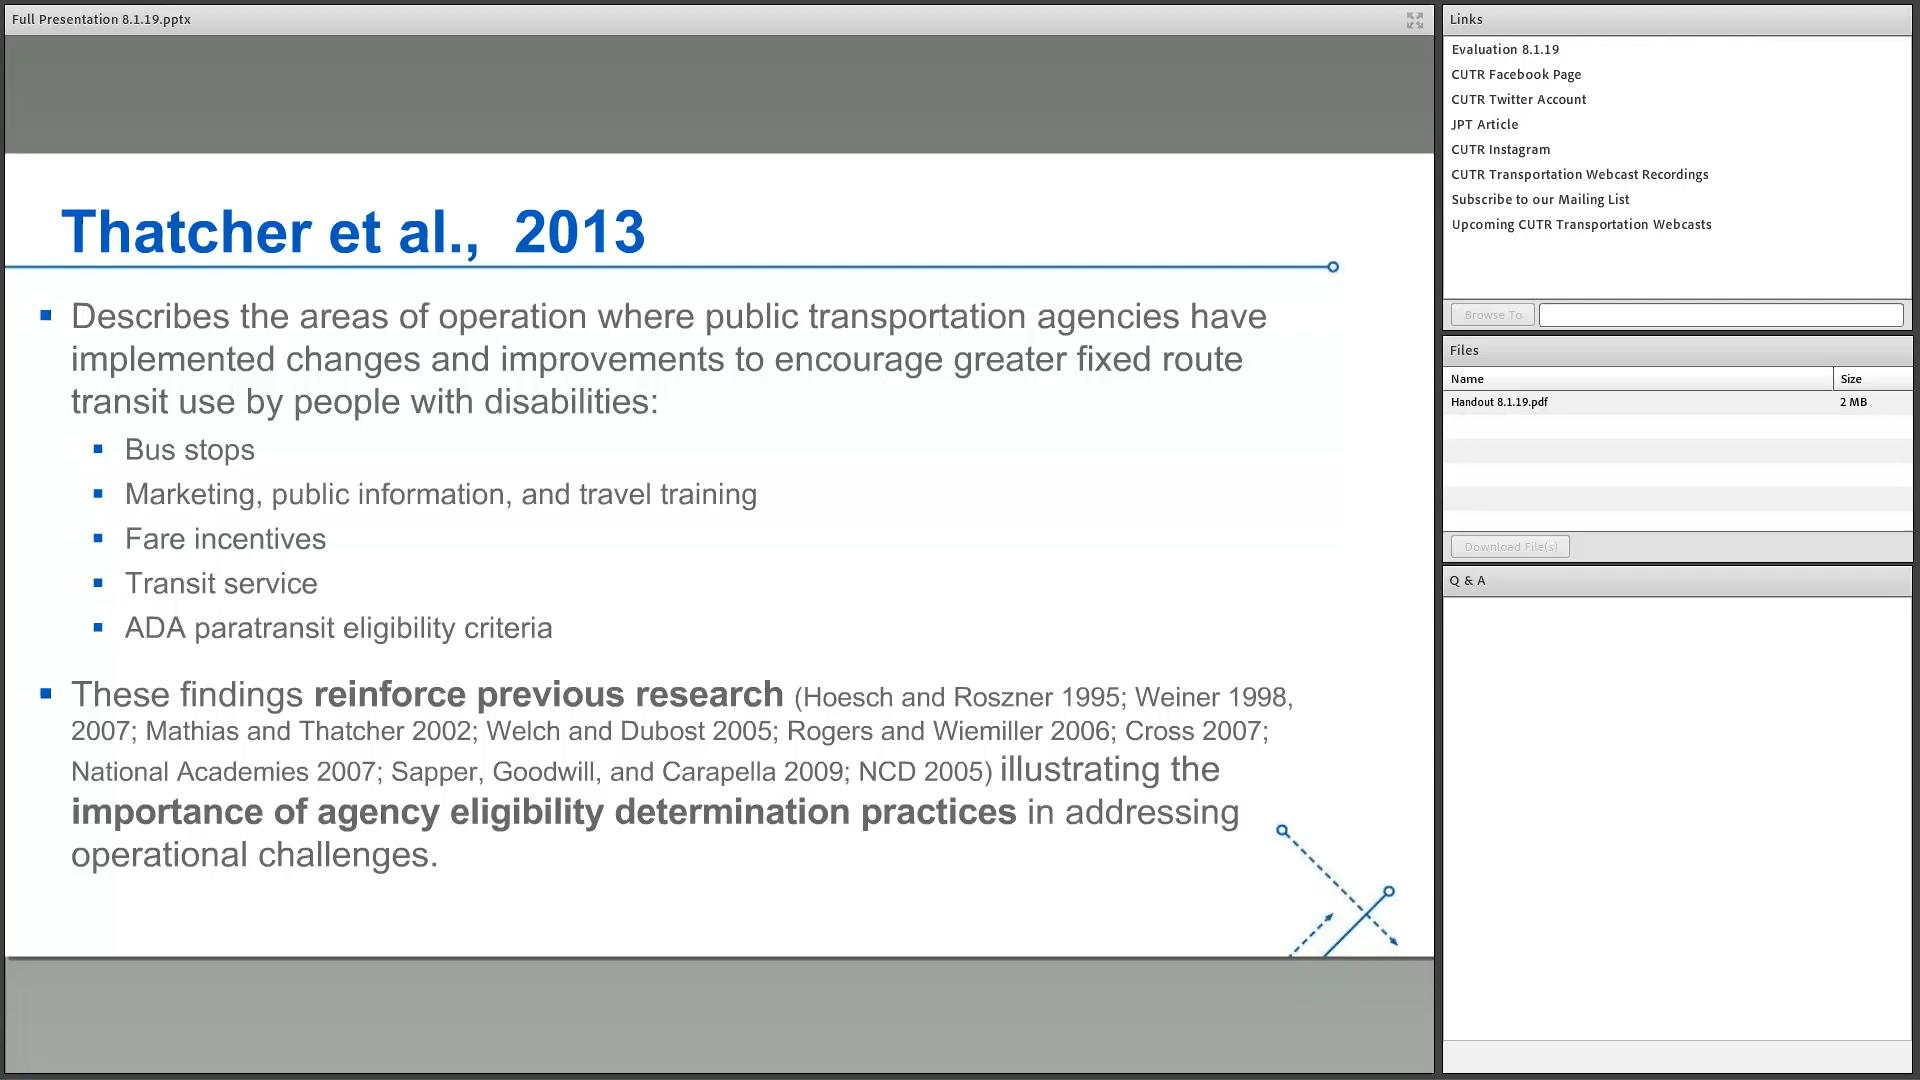 Full Presentation 8.1.19.pptx
Thatcher et al.,  2013
Describes the areas of operation where public transportation agencies have
implemented changes and improvements to encourage greater fixed route
transit use by people with disabilities:
Bus stops
Marketing, public information, and travel training
Fare incentives
Transit service
ADA paratransit eligibility criteria
These findings reinforce previous research (Hoesch and Roszner 1995; Weiner 1998,
2007; Mathias and Thatcher 2002; Welch and Dubost 2005; Rogers and Wiemiller 2006; Cross 2007;
National Academies 2007; Sapper, Goodwill, and Carapella 2009; NCD 2005) illustrating the
importance of agency eligibility determination practices in addressing
operational challenges.
Links
Evaluation 8.1.19
CUTR Facebook Page
CUTR Twitter Account
JPT Article
CUTR Instagram
CUTR Transportation Webcast Recordings
Subscribe to our Mailing List
Upcoming CUTR Transportation Webcasts
Browse To
Files
Name Size
Handout 8.1.19.pdf 2 MB
Download File(s)
Q & A